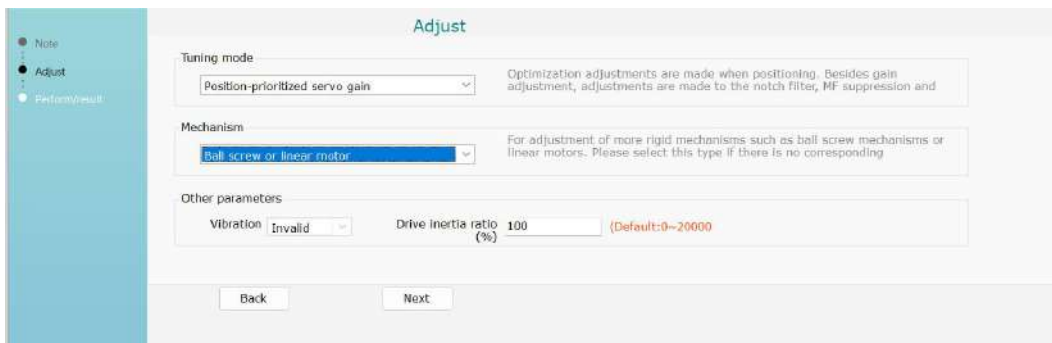 Adjust
Note
Adjust
Perform/result
Tuning mode
Position-prioritized servo gain
Optimization adjustments are made when positioning. Besides gain
adjustment, adjustments are made to the notch filter, MF suppression and
Mechanism
Ball screw or linear motor
For adjustment of more rigid mechanisms such as ball screw mechanisms or
linear motors. Please select this type if there is no corresponding
Other parameters
Vibration Invalid Drive inertia ratio 100 (Default:0~20000
(%)
Back Next